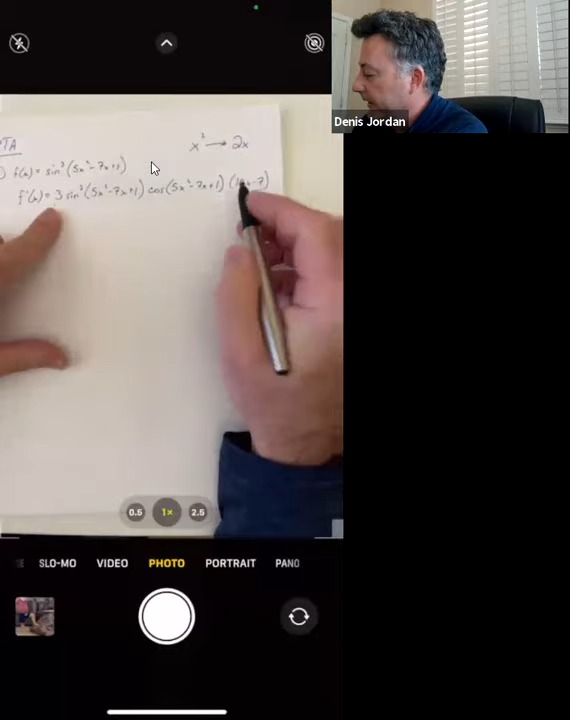 Denis Jordan
x² → 2x
f(x) = sin³(5x²-7x+1)
f'(x) = 3 sin²(5x²-7x+1) cos(5x²-7x+1) (10x-7)
0.5 1× 2.5
SLO-MO VIDEO PHOTO PORTRAIT PANO